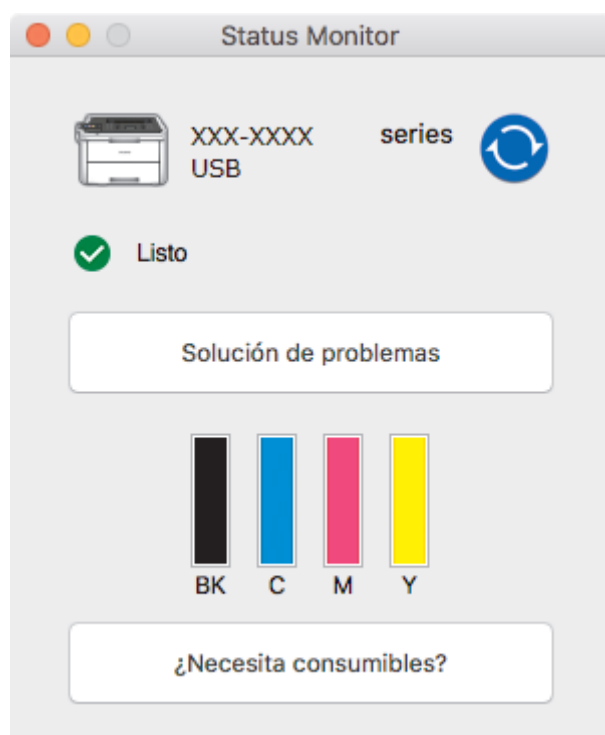 Status Monitor
XXX-XXXX series
USB
Listo
Solución de problemas
BK C M Y
¿Necesita consumibles?